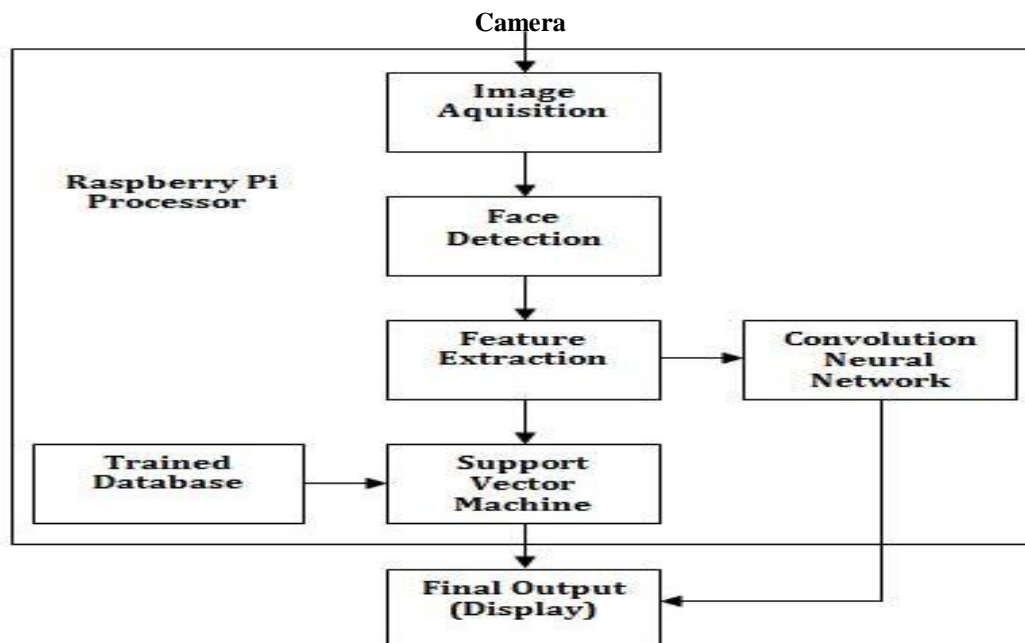 Camera
Image
Aquisition
Raspberry Pi
Processor
Face
Detection
Feature
Extraction
Convolution
Neural
Network
Trained
Database
Support
Vector
Machine
Final Output
(Display)